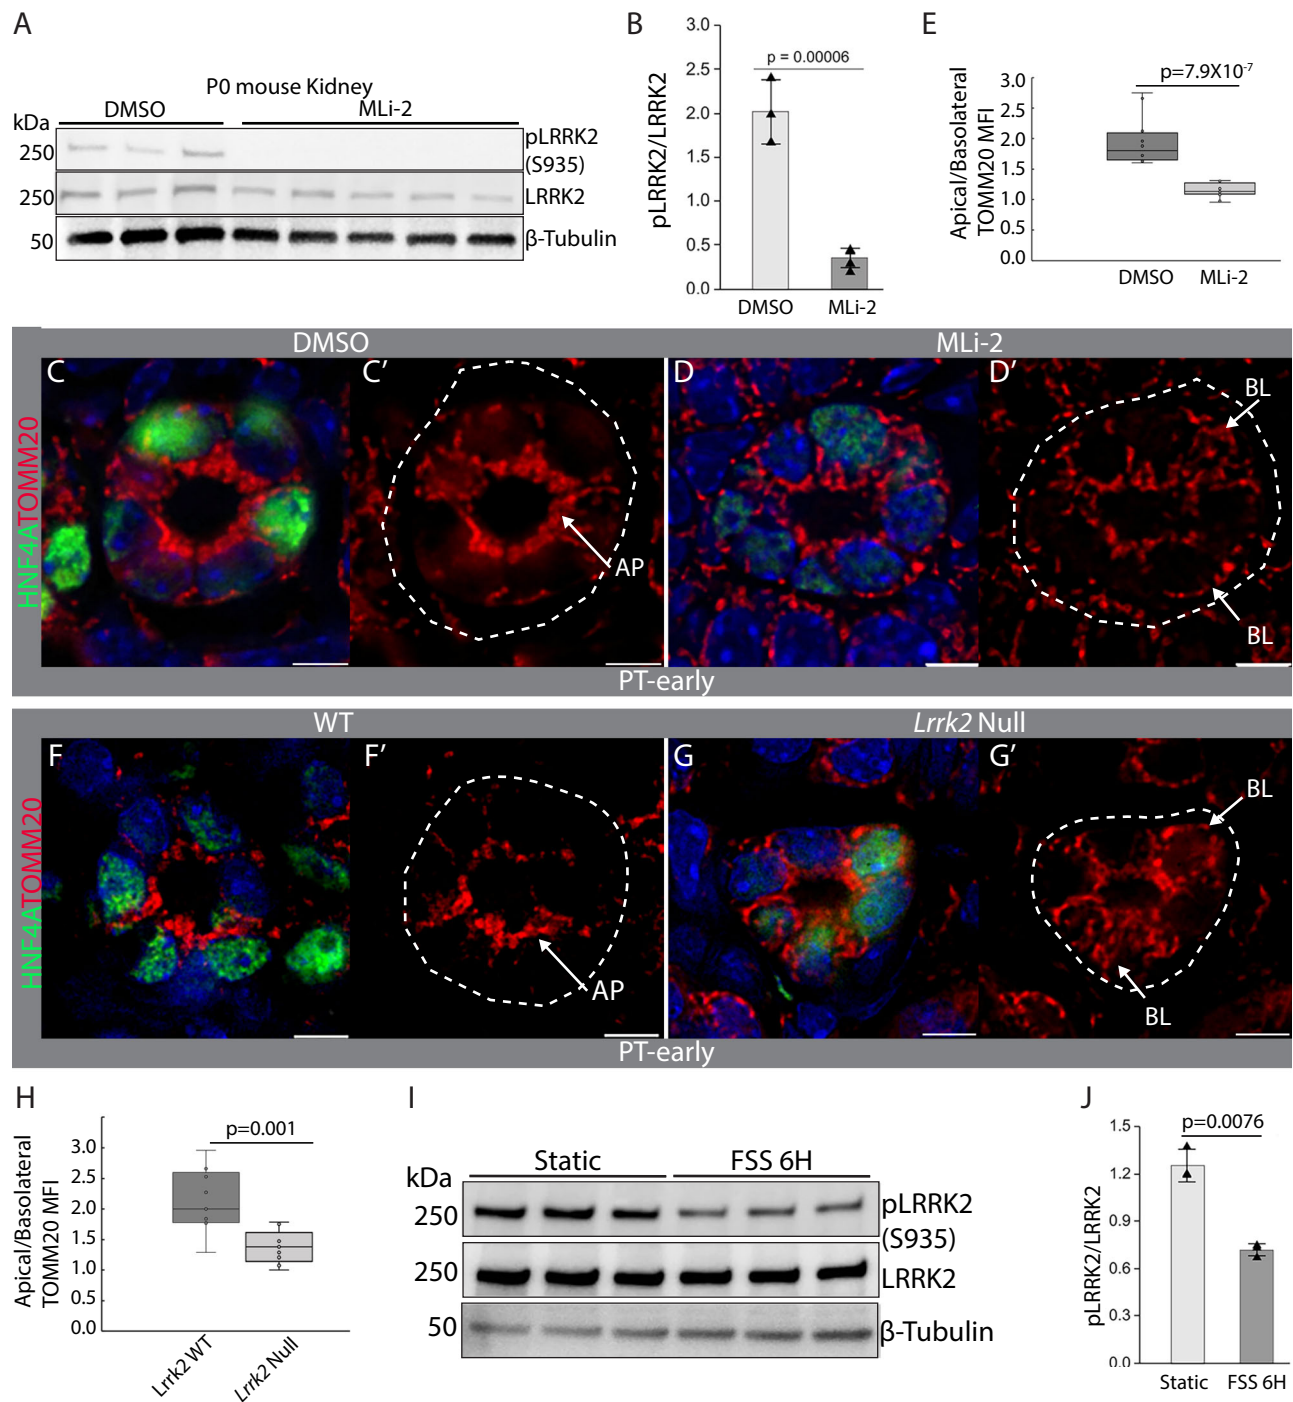 A
P0 mouse Kidney
DMSO MLi-2
kDa
250
pLRRK2
(S935)
250
LRRK2
50
β-Tubulin
B
pLRRK2/LRRK2
3.0
2.5
2.0
1.5
1.0
0.5
0.0
p = 0.00006
DMSO MLi-2
E
Apical/Basolateral
TOMM20 MFI
3.0
2.0
1.5
1.0
0.5
0.0
p=7.9X10-7
DMSO MLi-2
DMSO MLi-2
HNF4ATOMM20
C
C′
AP
D
D′
BL
BL
PT-early
WT Lrrk2 Null
HNF4ATOMM20
F
F′
AP
G
G′
BL
BL
PT-early
H
Apical/Basolateral
TOMM20 MFI
3.0
2.5
2.0
1.5
1.0
0.5
0.0
p=0.001
Lrrk2 WT
Lrrk2 Null
I
kDa
Static FSS 6H
250
pLRRK2
(S935)
250
LRRK2
50
β-Tubulin
J
pLRRK2/LRRK2
1.5
1.2
0.9
0.6
0.3
0.0
p=0.0076
Static FSS 6H